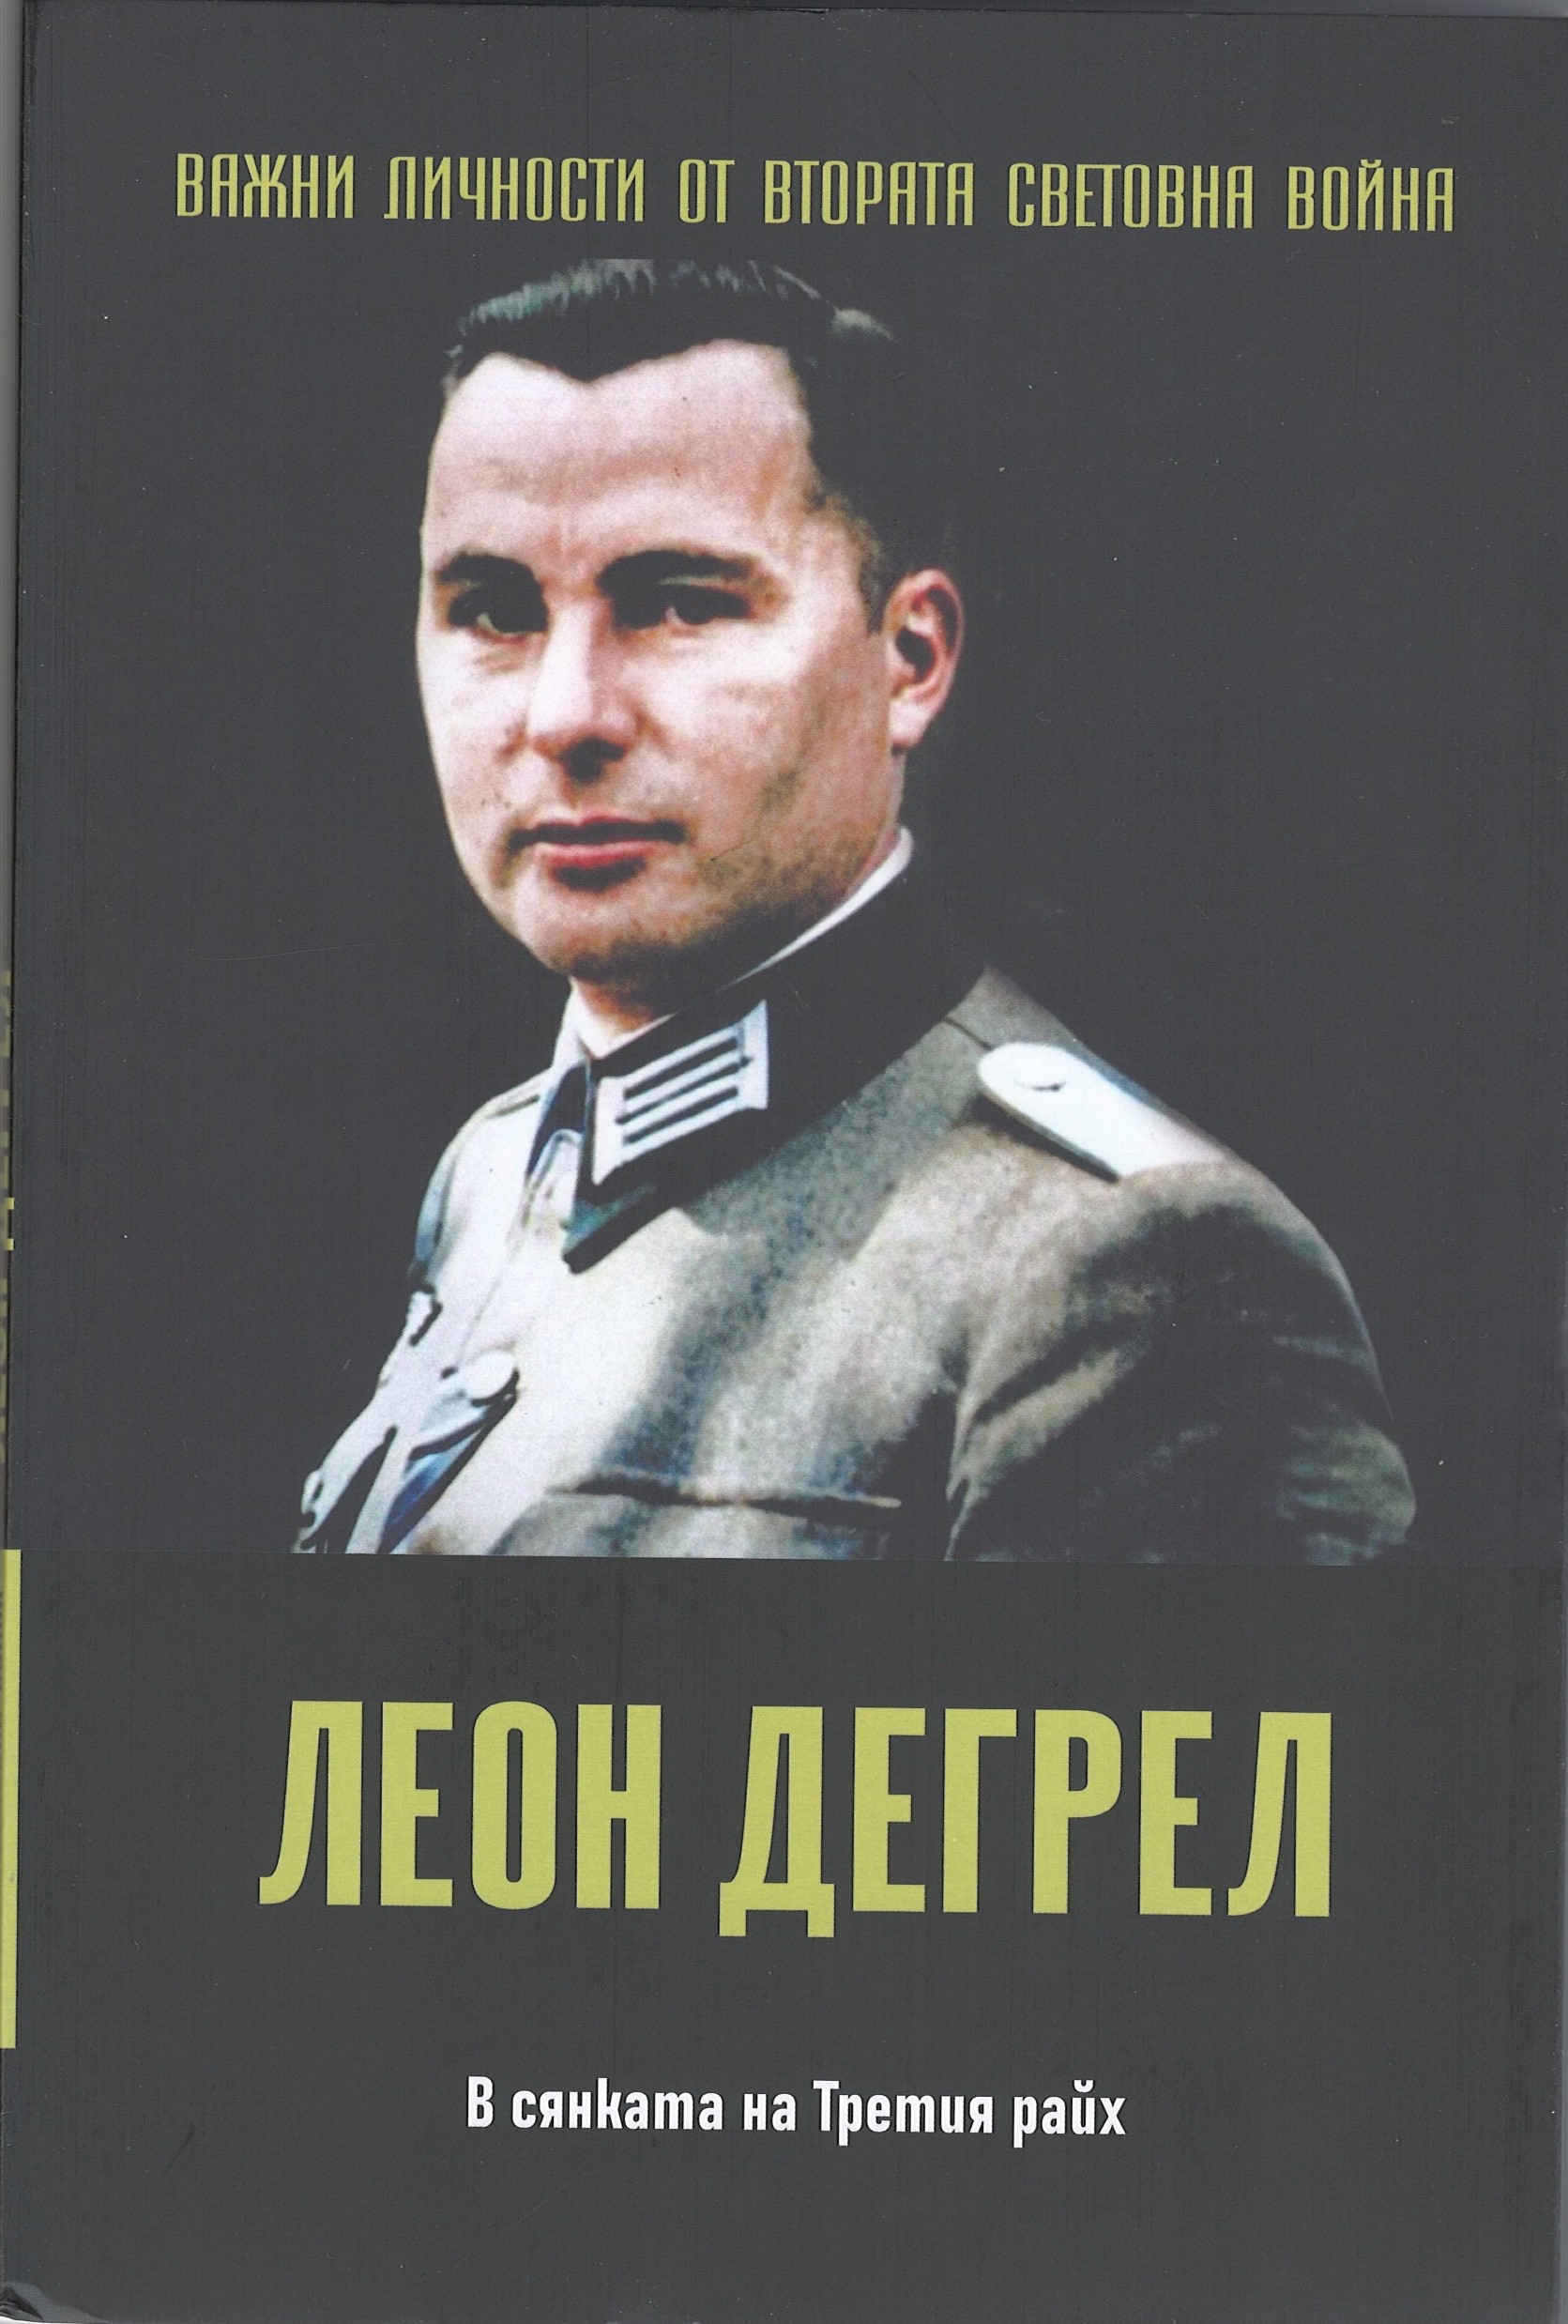 ВАЖНИ ЛИЧНОСТИ ОТ ВТОРАТА СВЕТОВНА ВОЙНА
ЛЕОН ДЕГРЕЛ
В сянката на Третия райх